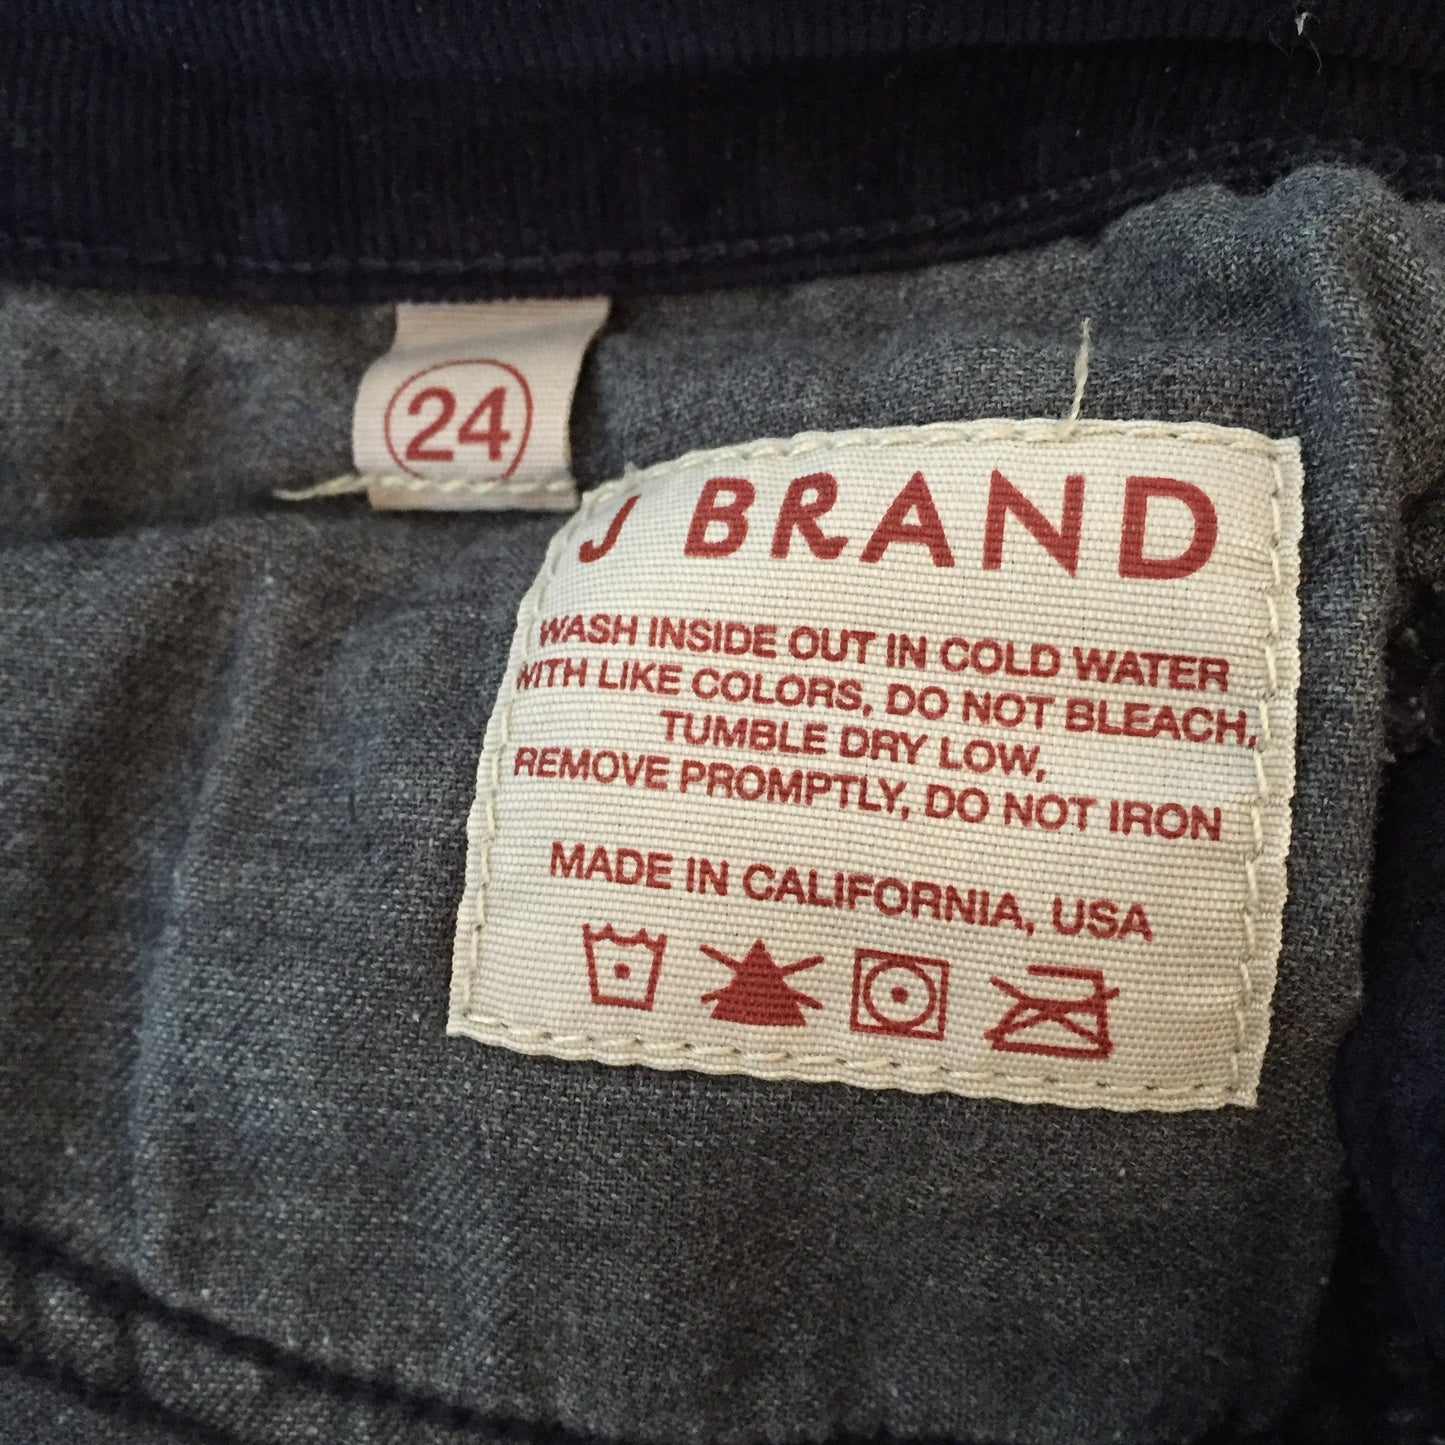 24
J BRAND
WASH INSIDE OUT IN COLD WATER
WITH LIKE COLORS, DO NOT BLEACH,
TUMBLE DRY LOW,
REMOVE PROMPTLY, DO NOT IRON
MADE IN CALIFORNIA, USA